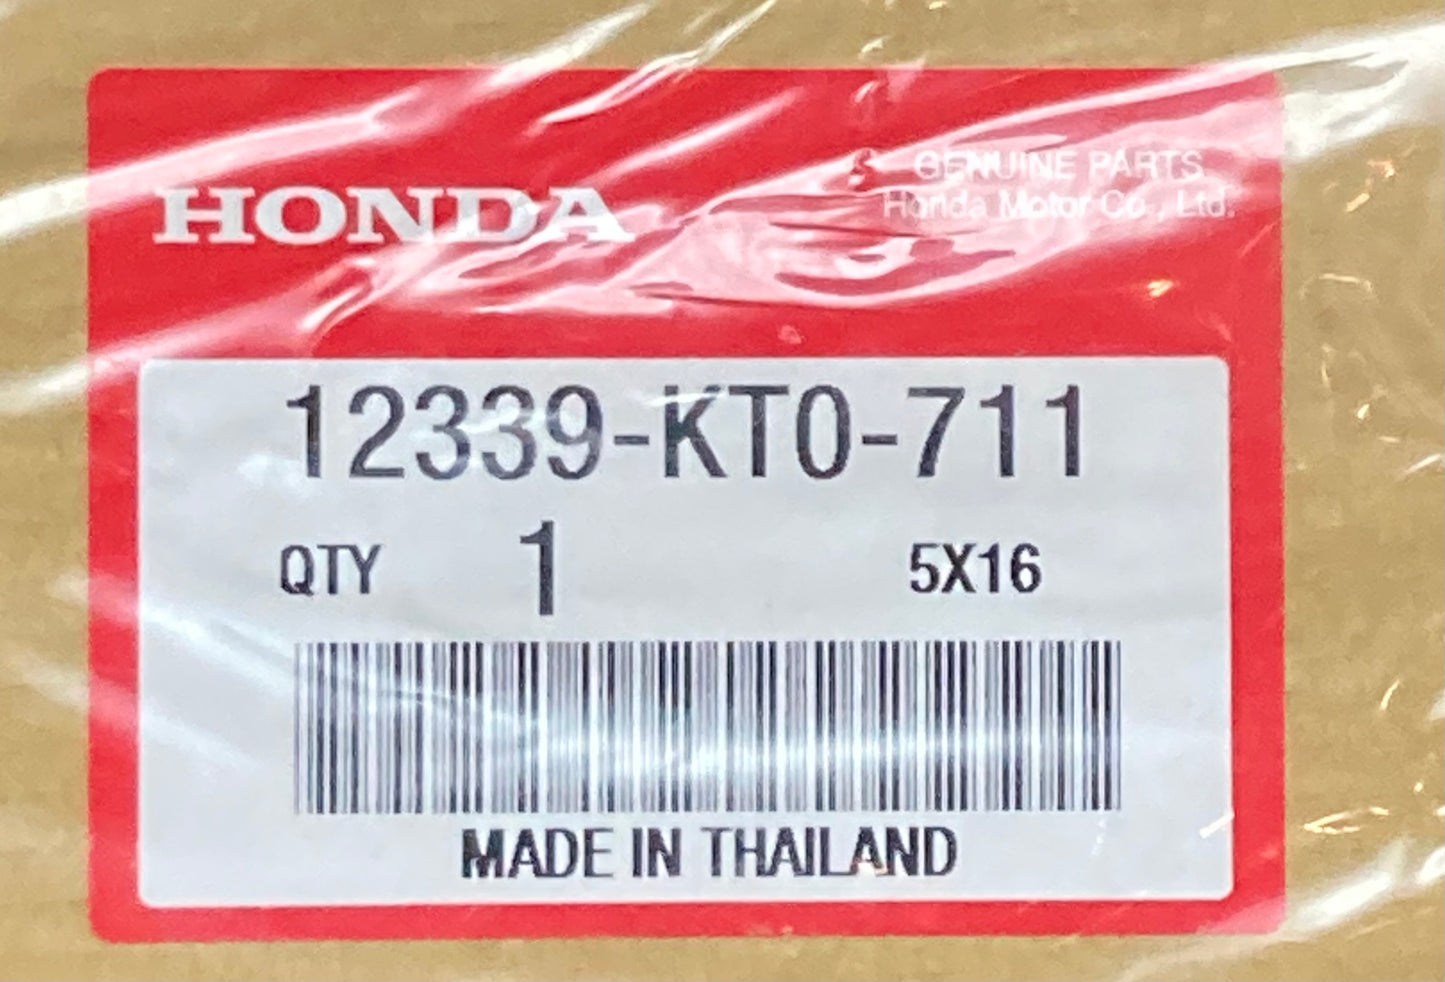 HONDA
GENUINE PARTS
Honda Motor Co., Ltd.
12339-KT0-711
QTY 1 5X16
MADE IN THAILAND